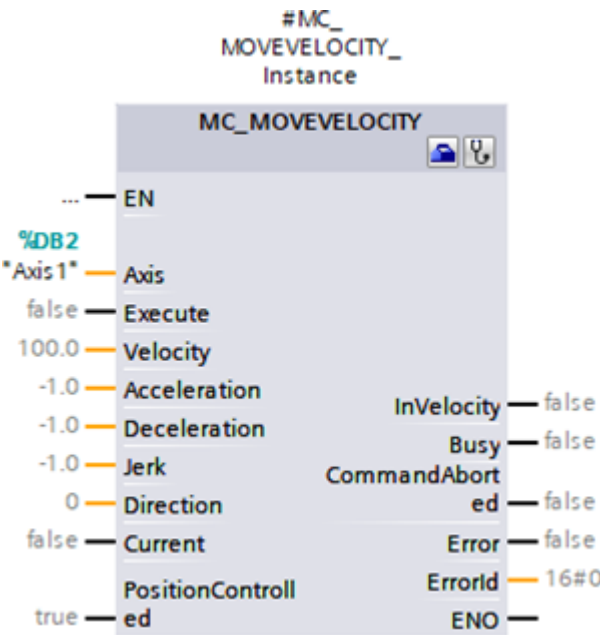 #MC_
MOVEVELOCITY_
Instance
MC_MOVEVELOCITY
... EN
%DB2
"Axis1" Axis
false Execute
100.0 Velocity
-1.0 Acceleration
InVelocity false
-1.0 Deceleration
Busy false
-1.0 Jerk
CommandAbort
ed false
0 Direction
false Current
Error false
PositionControll
ed true
ErrorId 16#0
ENO